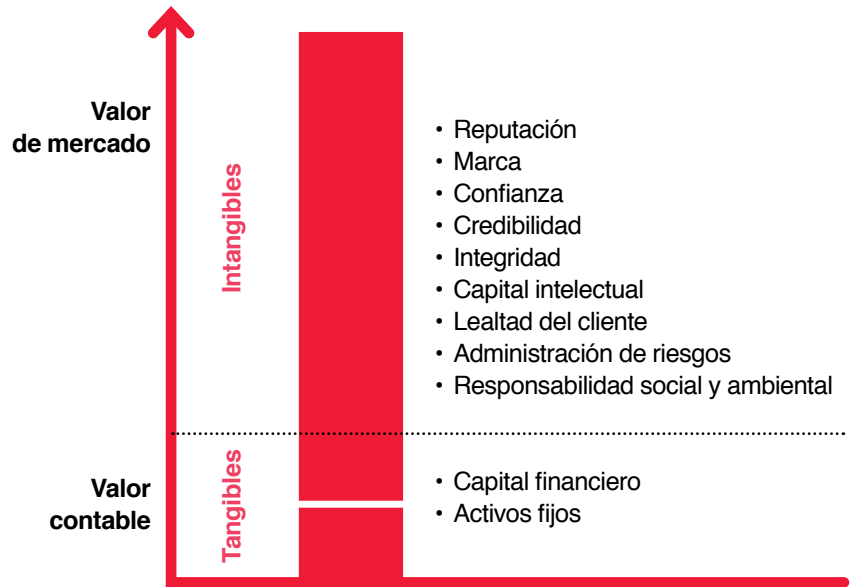 Valor
de mercado
Intangibles
• Reputación
• Marca
• Confianza
• Credibilidad
• Integridad
• Capital intelectual
• Lealtad del cliente
• Administración de riesgos
• Responsabilidad social y ambiental
Valor
contable
Tangibles
• Capital financiero
• Activos fijos